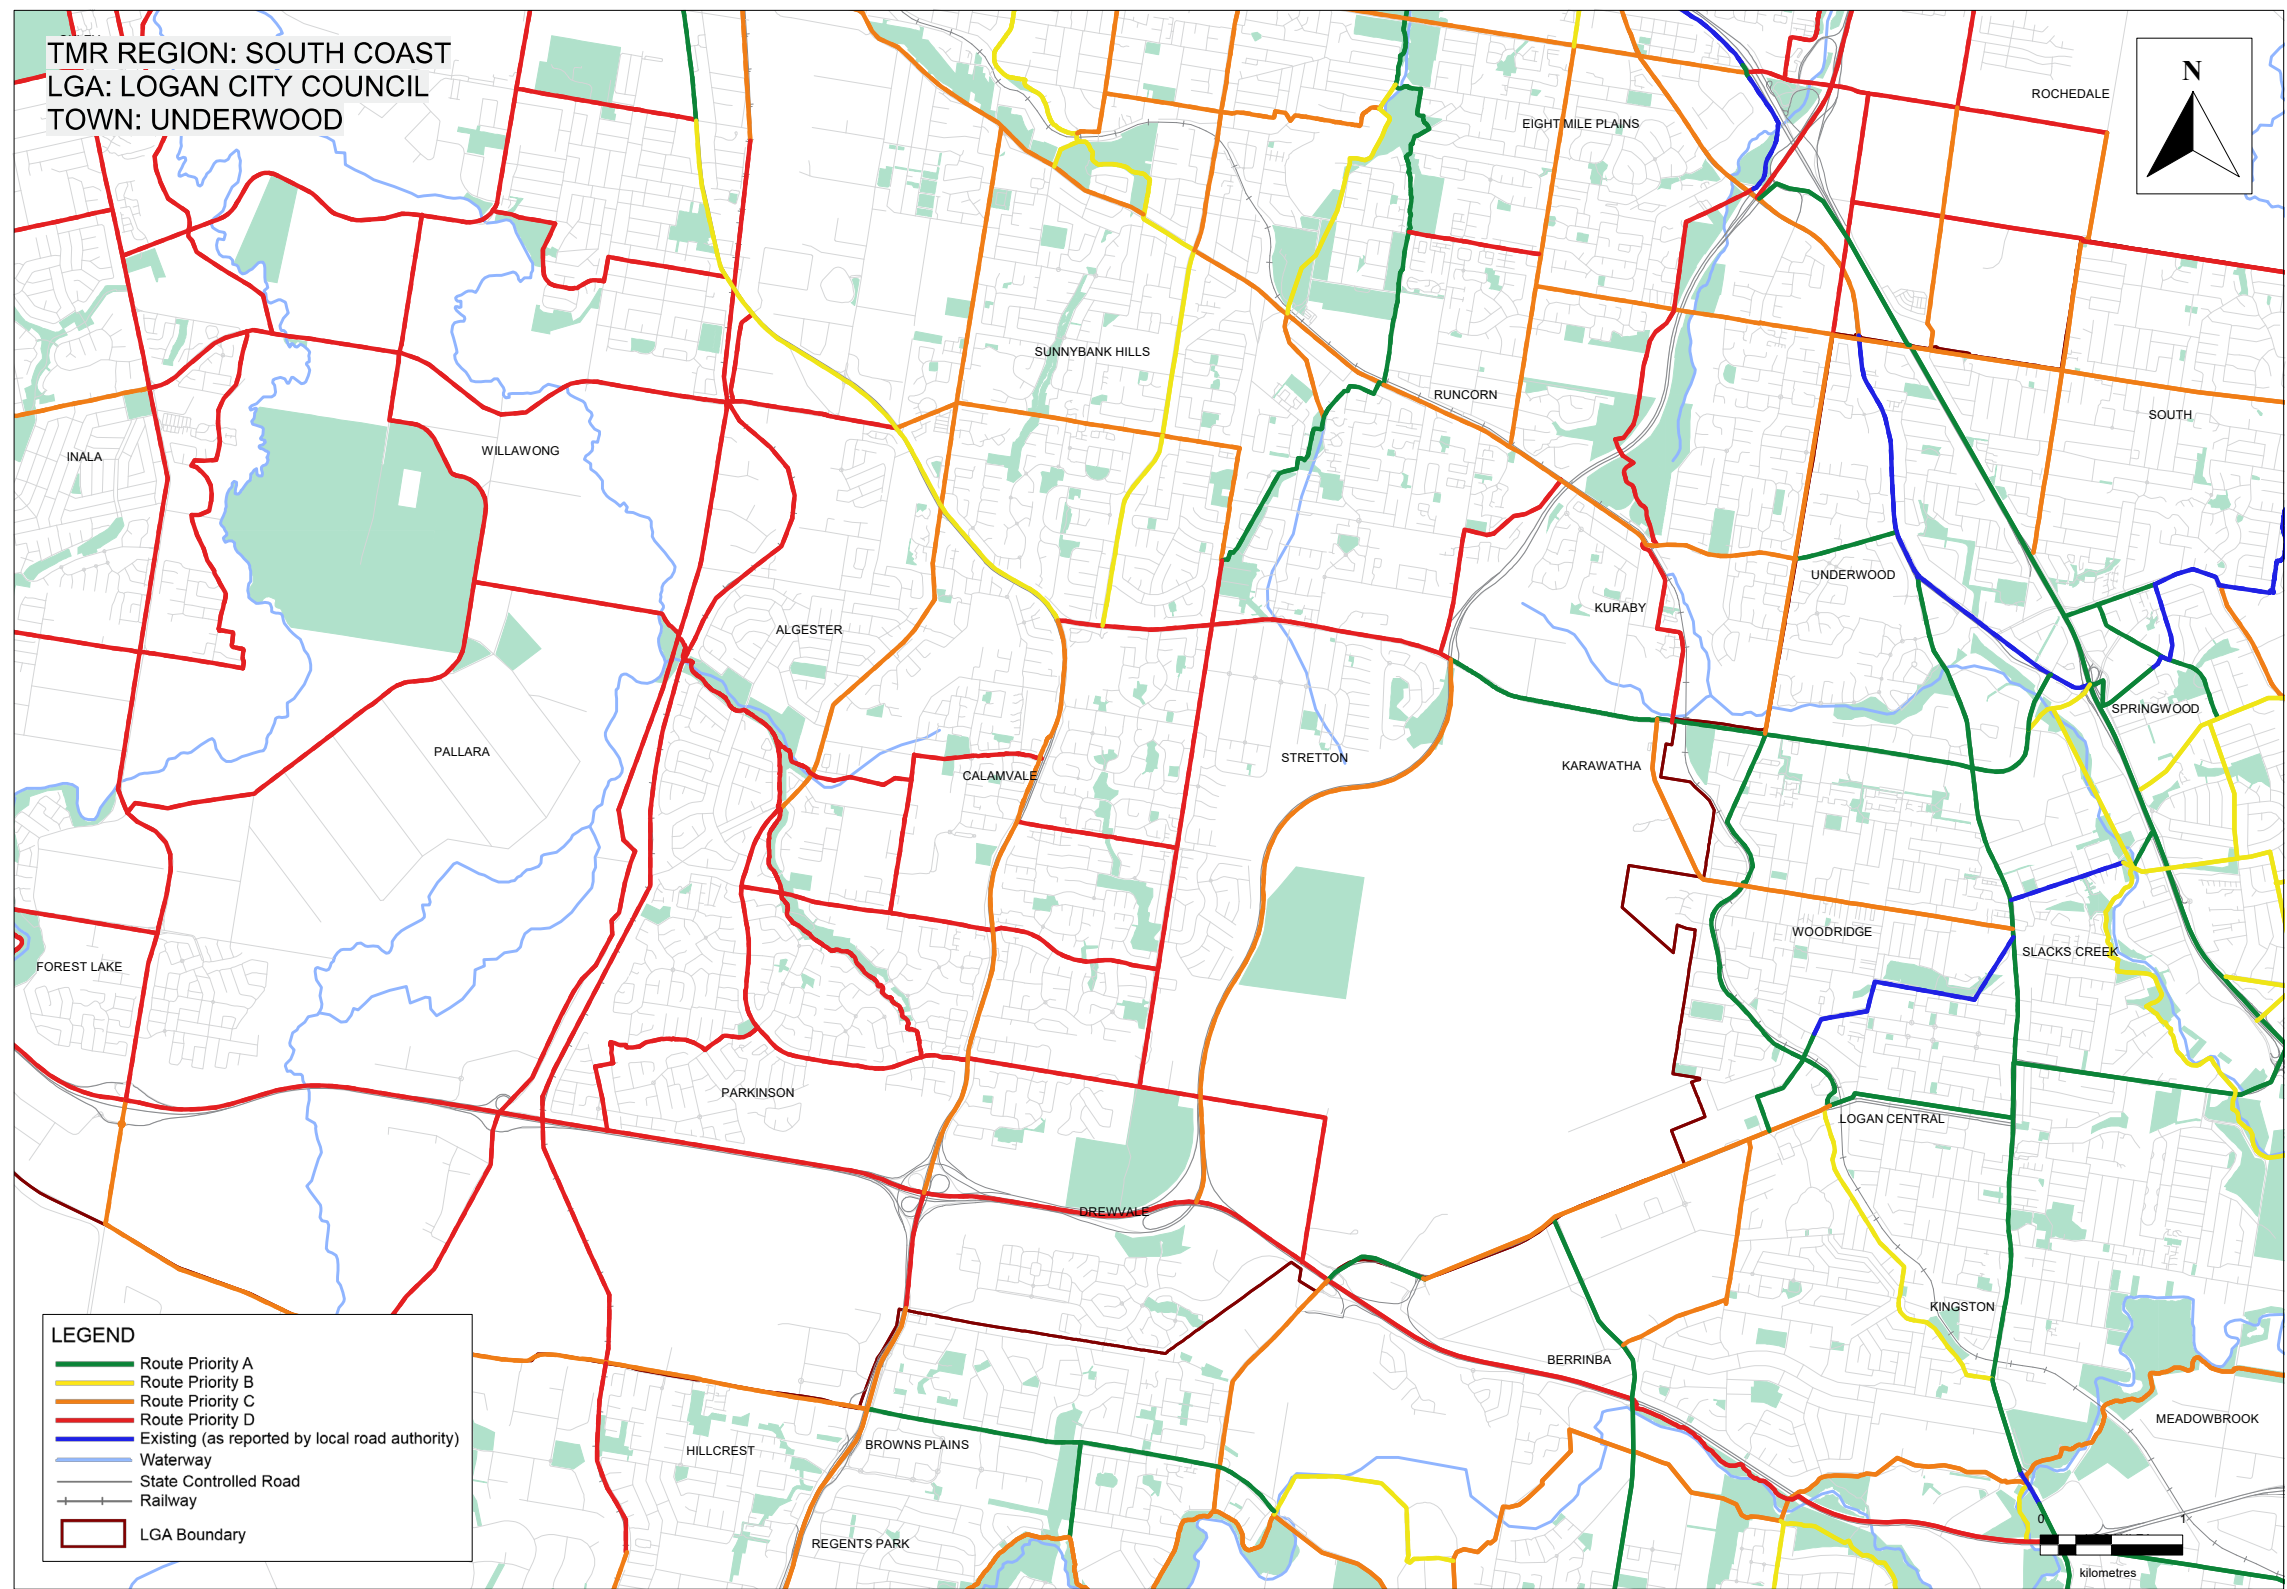 TMR REGION: SOUTH COAST
LGA: LOGAN CITY COUNCIL
TOWN: UNDERWOOD
N
ROCHEDALE
EIGHT MILE PLAINS
SUNNYBANK HILLS
RUNCORN
SOUTH
WILLAWONG
INALA
UNDERWOOD
KURABY
ALGESTER
SPRINGWOOD
PALLARA
STRETTON
KARAWATHA
CALAMVALE
WOODRIDGE
SLACKS CREEK
FOREST LAKE
PARKINSON
LOGAN CENTRAL
DREWVALE
KINGSTON
BERRINBA
MEADOWBROOK
HILLCREST
BROWNS PLAINS
REGENTS PARK
LEGEND
Route Priority A
Route Priority B
Route Priority C
Route Priority D
Existing (as reported by local road authority)
Waterway
State Controlled Road
Railway
LGA Boundary
0 1
kilometres